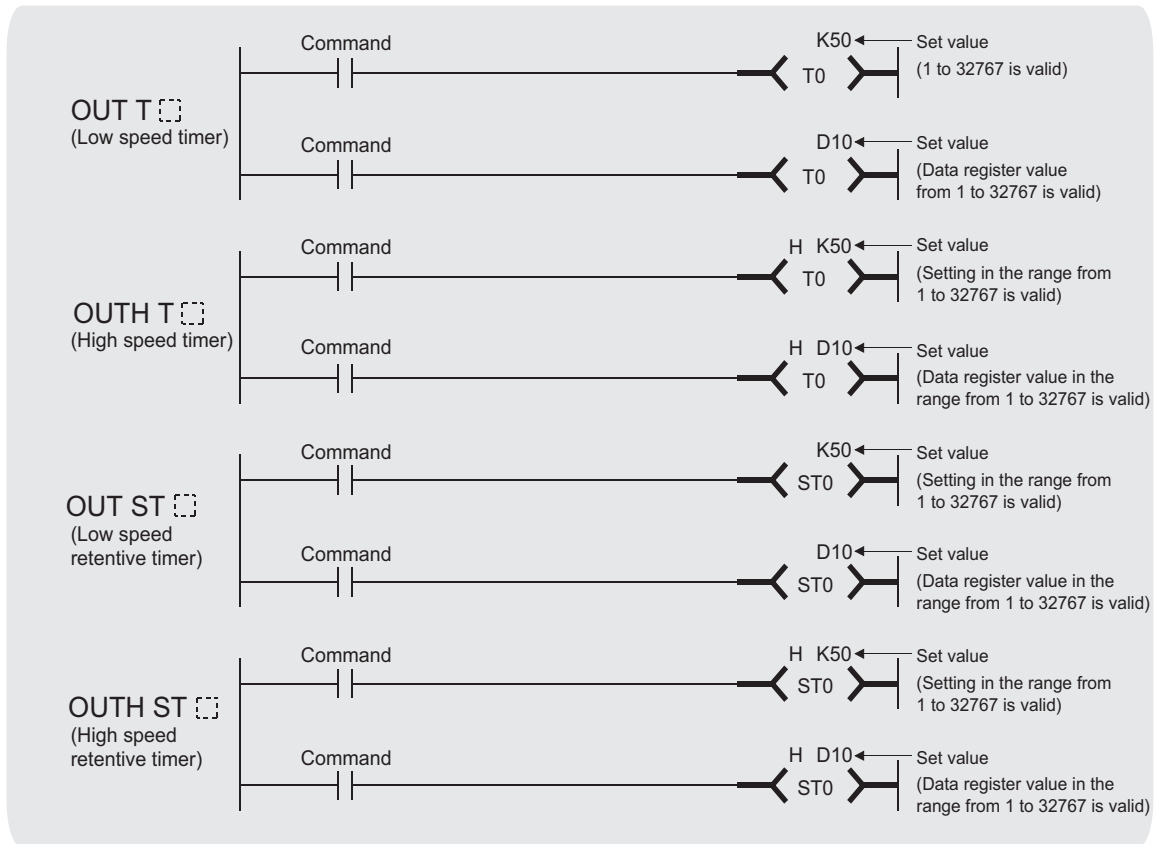 Command
K50
Set value
(1 to 32767 is valid)
T0
OUT T
(Low speed timer)
Command
D10
Set value
(Data register value
from 1 to 32767 is valid)
T0
Command
H K50
Set value
(Setting in the range from
1 to 32767 is valid)
T0
OUTH T
(High speed timer)
Command
H D10
Set value
(Data register value in the
range from 1 to 32767 is valid)
T0
Command
K50
Set value
(Setting in the range from
1 to 32767 is valid)
ST0
OUT ST
(Low speed
retentive timer)
Command
D10
Set value
(Data register value in the
range from 1 to 32767 is valid)
ST0
Command
H K50
Set value
(Setting in the range from
1 to 32767 is valid)
ST0
OUTH ST
(High speed
retentive timer)
Command
H D10
Set value
(Data register value in the
range from 1 to 32767 is valid)
ST0